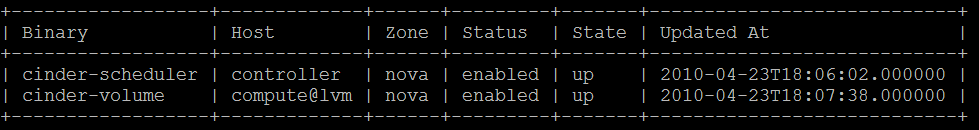 +------------------+-------------+------+---------+-------+----------------------------+
| Binary           | Host        | Zone | Status  | State | Updated At                 |
+------------------+-------------+------+---------+-------+----------------------------+
| cinder-scheduler | controller  | nova | enabled | up    | 2010-04-23T18:06:02.000000 |
| cinder-volume    | compute@lvm | nova | enabled | up    | 2010-04-23T18:07:38.000000 |
+------------------+-------------+------+---------+-------+----------------------------+